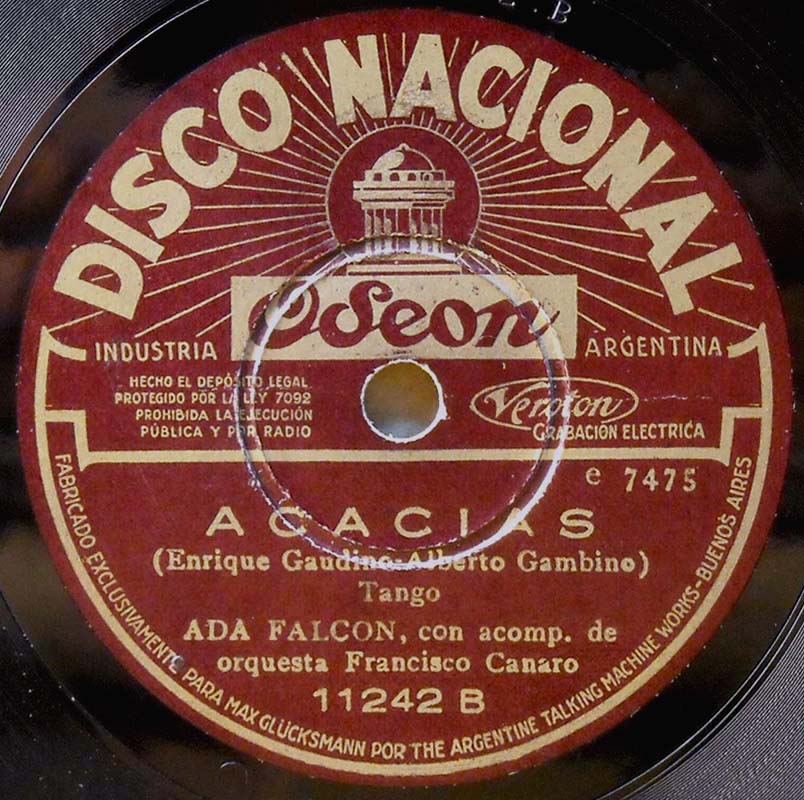 DISCO NACIONAL
Odeon
INDUSTRIA ARGENTINA
HECHO EL DEPÓSITO LEGAL
PROTEGIDO POR LA LEY 7092
PROHIBIDA LA EJECUCIÓN
PÚBLICA Y POR RADIO
Veroton
GRABACIÓN ELECTRICA
e 7475
ACACIAS
(Enrique Gaudino-Alberto Gambino)
Tango
ADA FALCON, con acomp. de
orquesta Francisco Canaro
11242 B
FABRICADO EXCLUSIVAMENTE PARA MAX GLÜCKSMANN POR THE ARGENTINE TALKING MACHINE WORKS-BUENOS AIRES